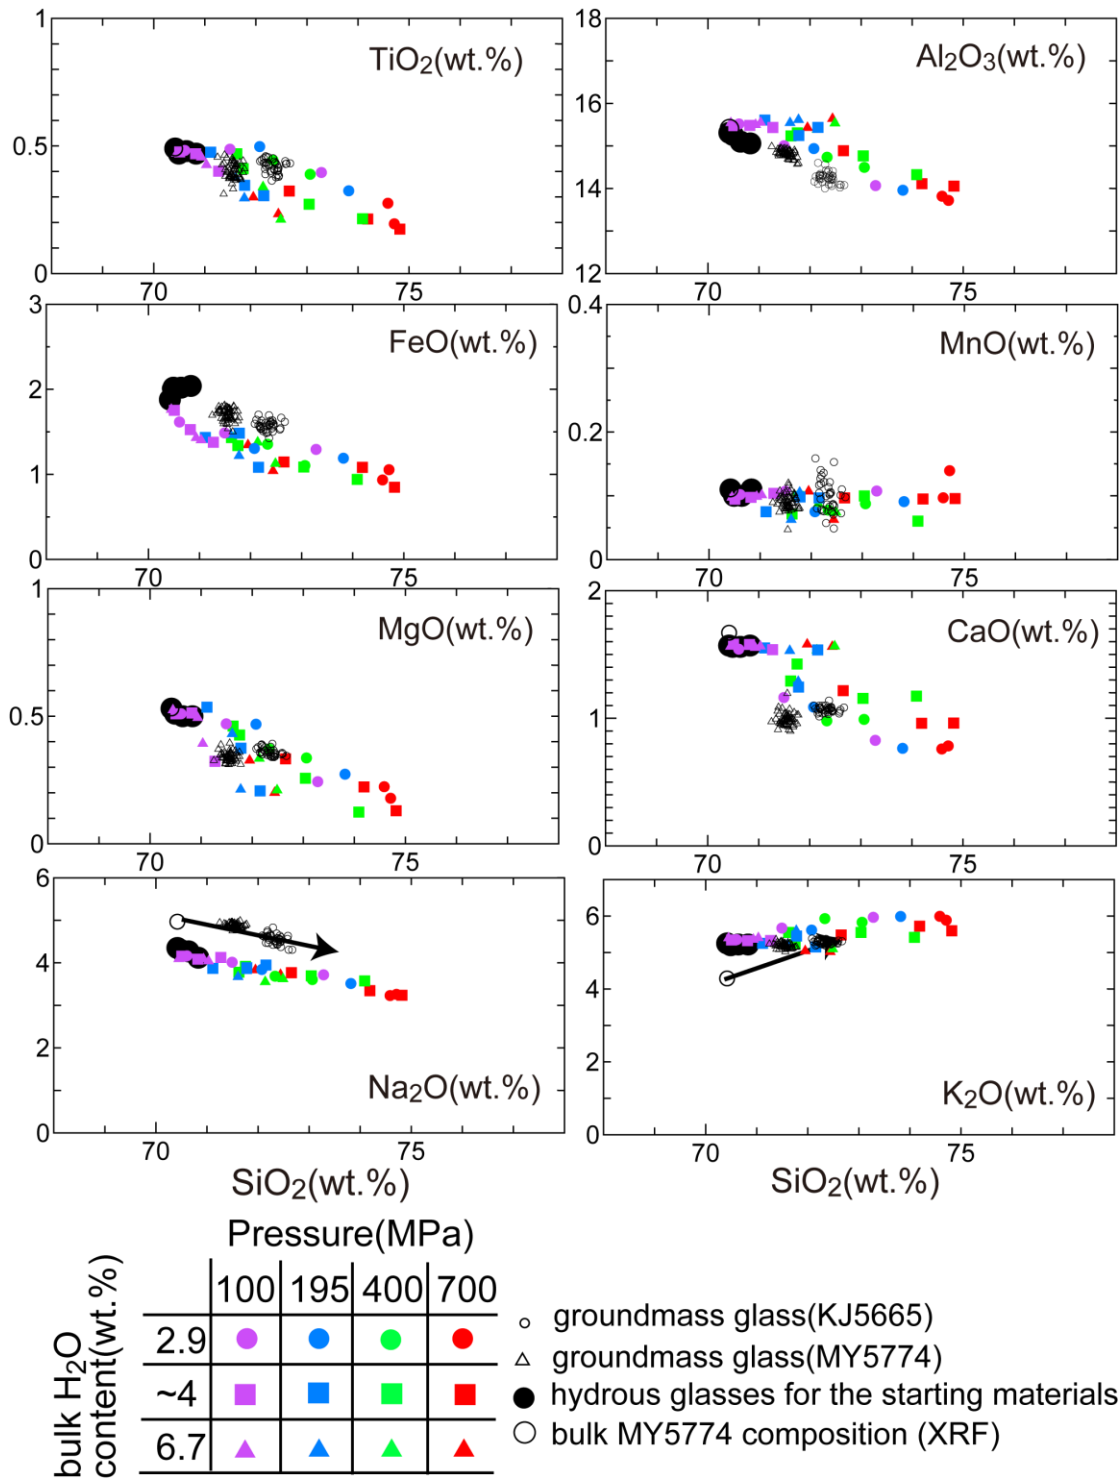 1
TiO2(wt.%)
0.5
0
70
75
18
Al2O3(wt.%)
16
14
12
70
75
3
FeO(wt.%)
2
1
0
70
75
0.4
MnO(wt.%)
0.2
0
70
75
1
MgO(wt.%)
0.5
0
70
75
2
CaO(wt.%)
1
0
70
75
6
4
2
Na2O(wt.%)
0
70
75
SiO2(wt.%)
6
4
2
K2O(wt.%)
0
70
75
SiO2(wt.%)
Pressure(MPa)
bulk H2O
content(wt.%)
100 195 400 700
2.9
~4
6.7
groundmass glass(KJ5665)
groundmass glass(MY5774)
hydrous glasses for the starting materials
bulk MY5774 composition (XRF)